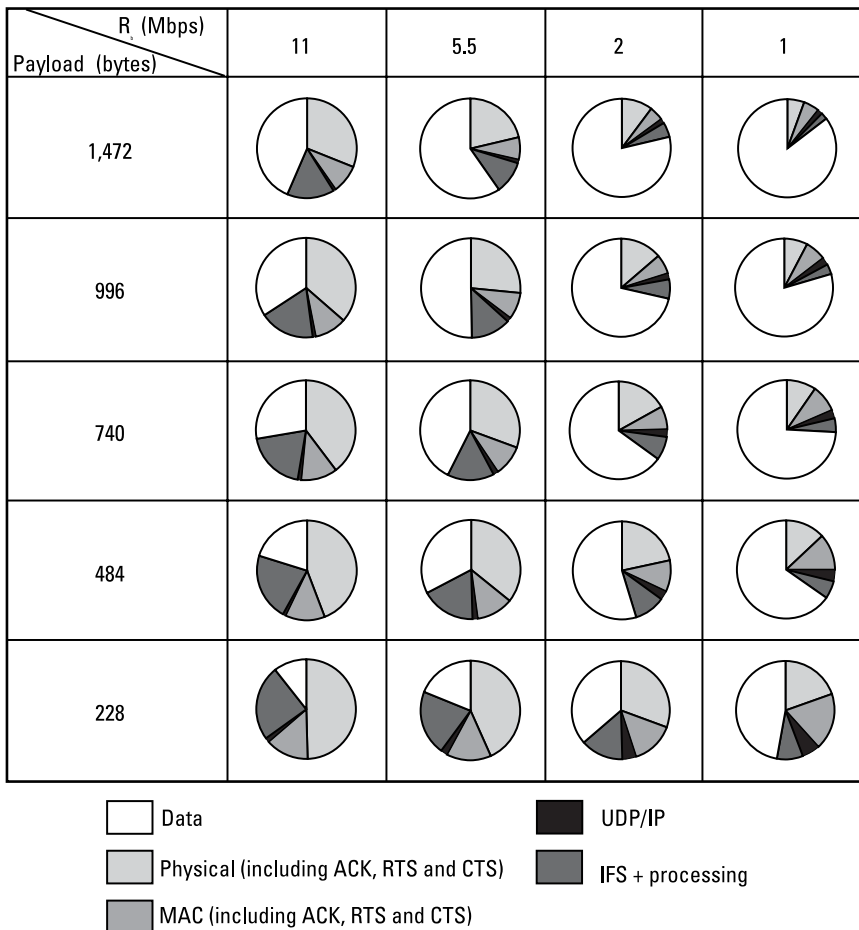 R_b (Mbps)
Payload (bytes)
11
5.5
2
1
1,472
996
740
484
228
Data
UDP/IP
Physical (including ACK, RTS and CTS)
IFS + processing
MAC (including ACK, RTS and CTS)